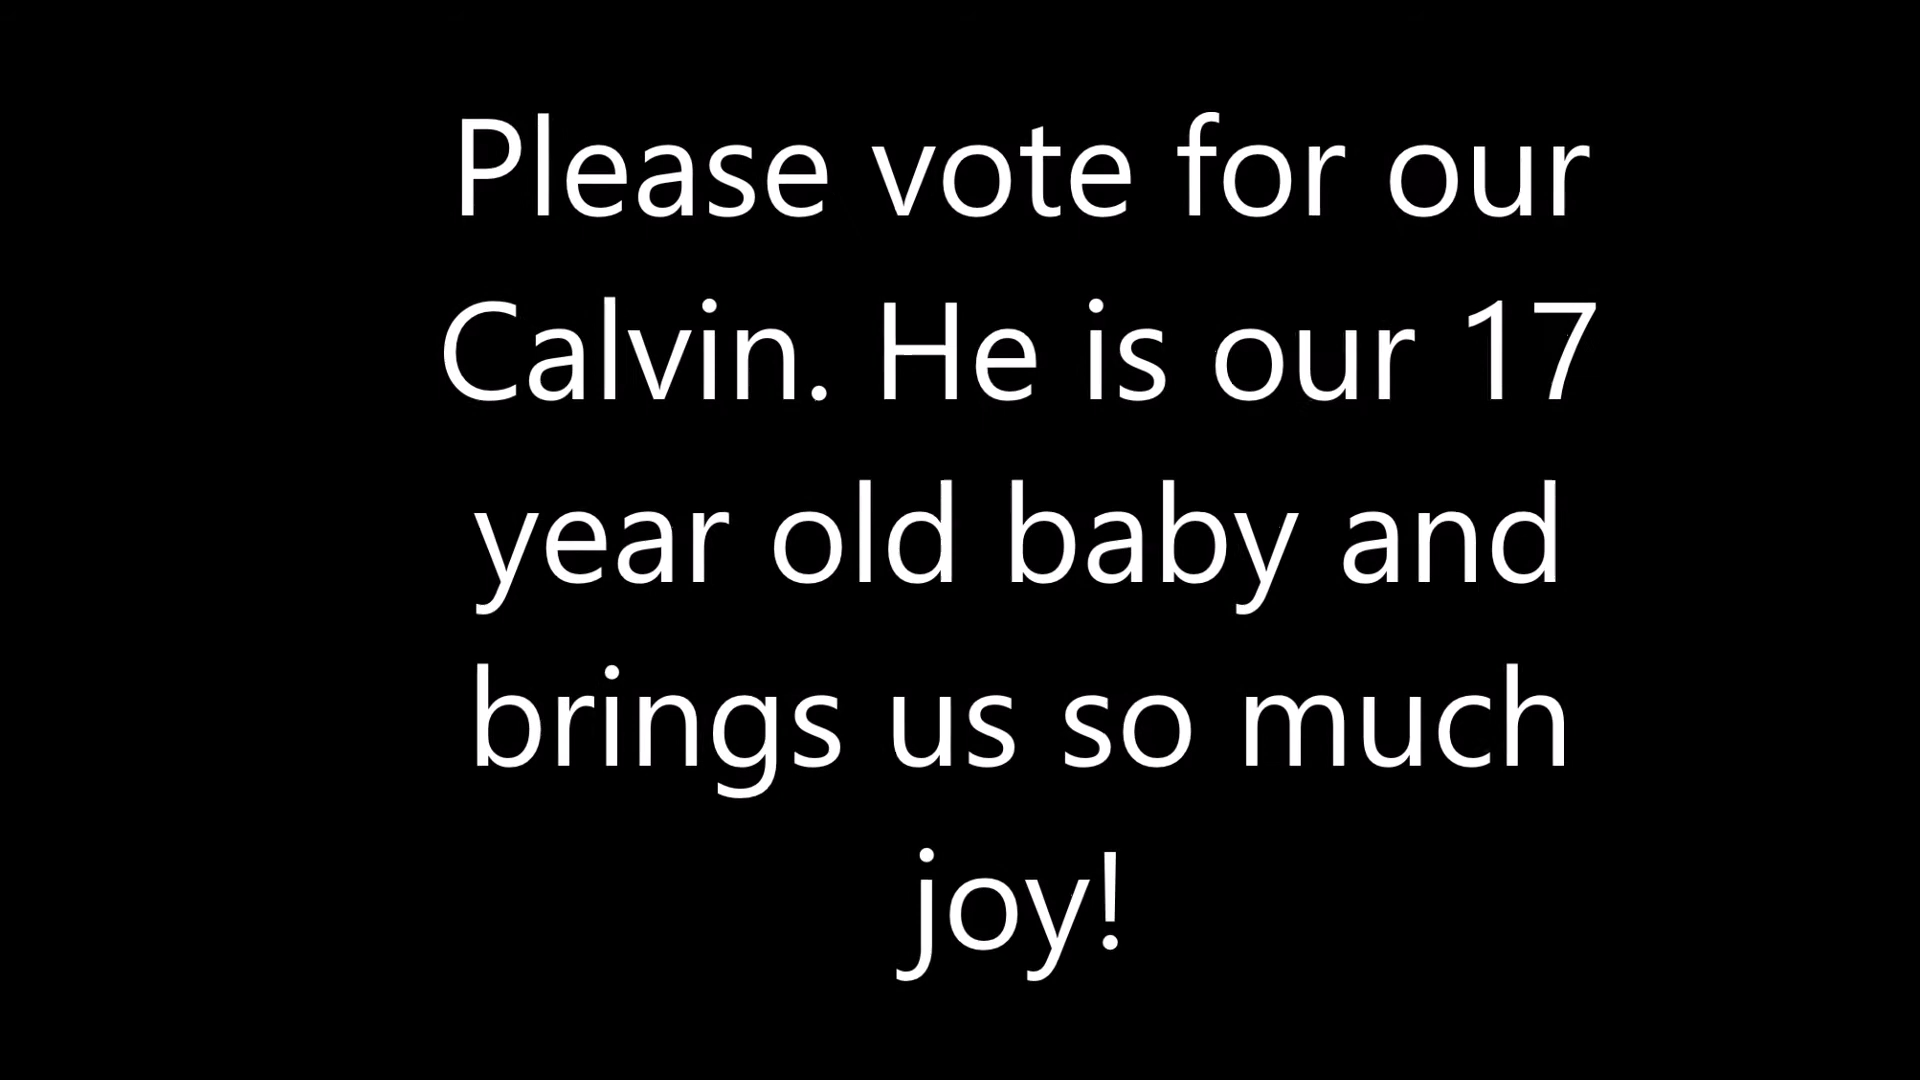 Please vote for our
Calvin. He is our 17
year old baby and
brings us so much
joy!